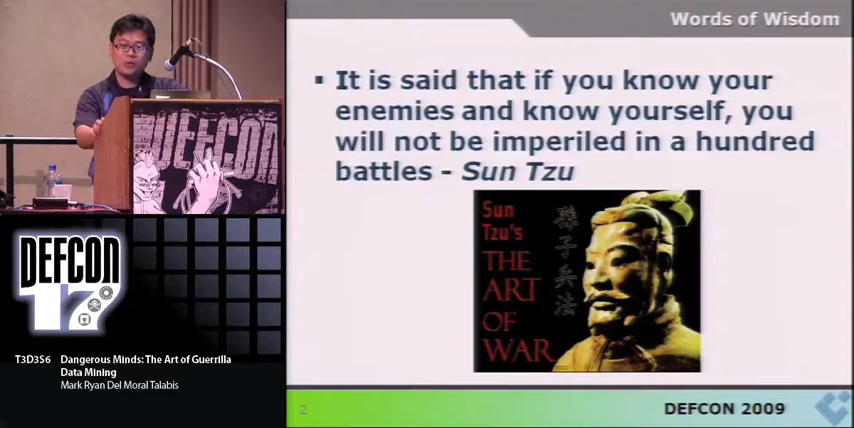 Words of Wisdom
▪ It is said that if you know your
enemies and know yourself, you
will not be imperiled in a hundred
battles - Sun Tzu
Sun
Tzu's
THE
ART
OF
WAR
孫
子
兵
法
2
DEFCON 2009
DEFCON
DEFCON
17
T3D3S6 Dangerous Minds: The Art of Guerrilla
Data Mining
Mark Ryan Del Moral Talabis